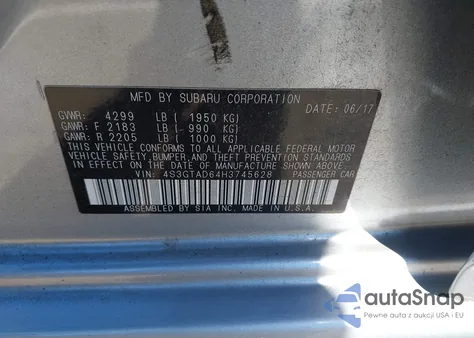 MFD BY SUBARU CORPORATION
DATE: 06/17
GVWR: 4299 LB ( 1950 KG)
GAWR: F 2183 LB ( 990 KG)
GAWR: R 2205 LB ( 1000 KG)
THIS VEHICLE CONFORMS TO ALL APPLICABLE FEDERAL MOTOR
VEHICLE SAFETY, BUMPER, AND THEFT PREVENTION STANDARDS
IN EFFECT ON THE DATE OF MANUFACTURE SHOWN ABOVE.
VIN: 4S3GTAD64H3745628 PASSENGER CAR
ASSEMBLED BY SIA INC. MADE IN U.S.A.
autoSnap
Pewne auta z aukcji USA i EU